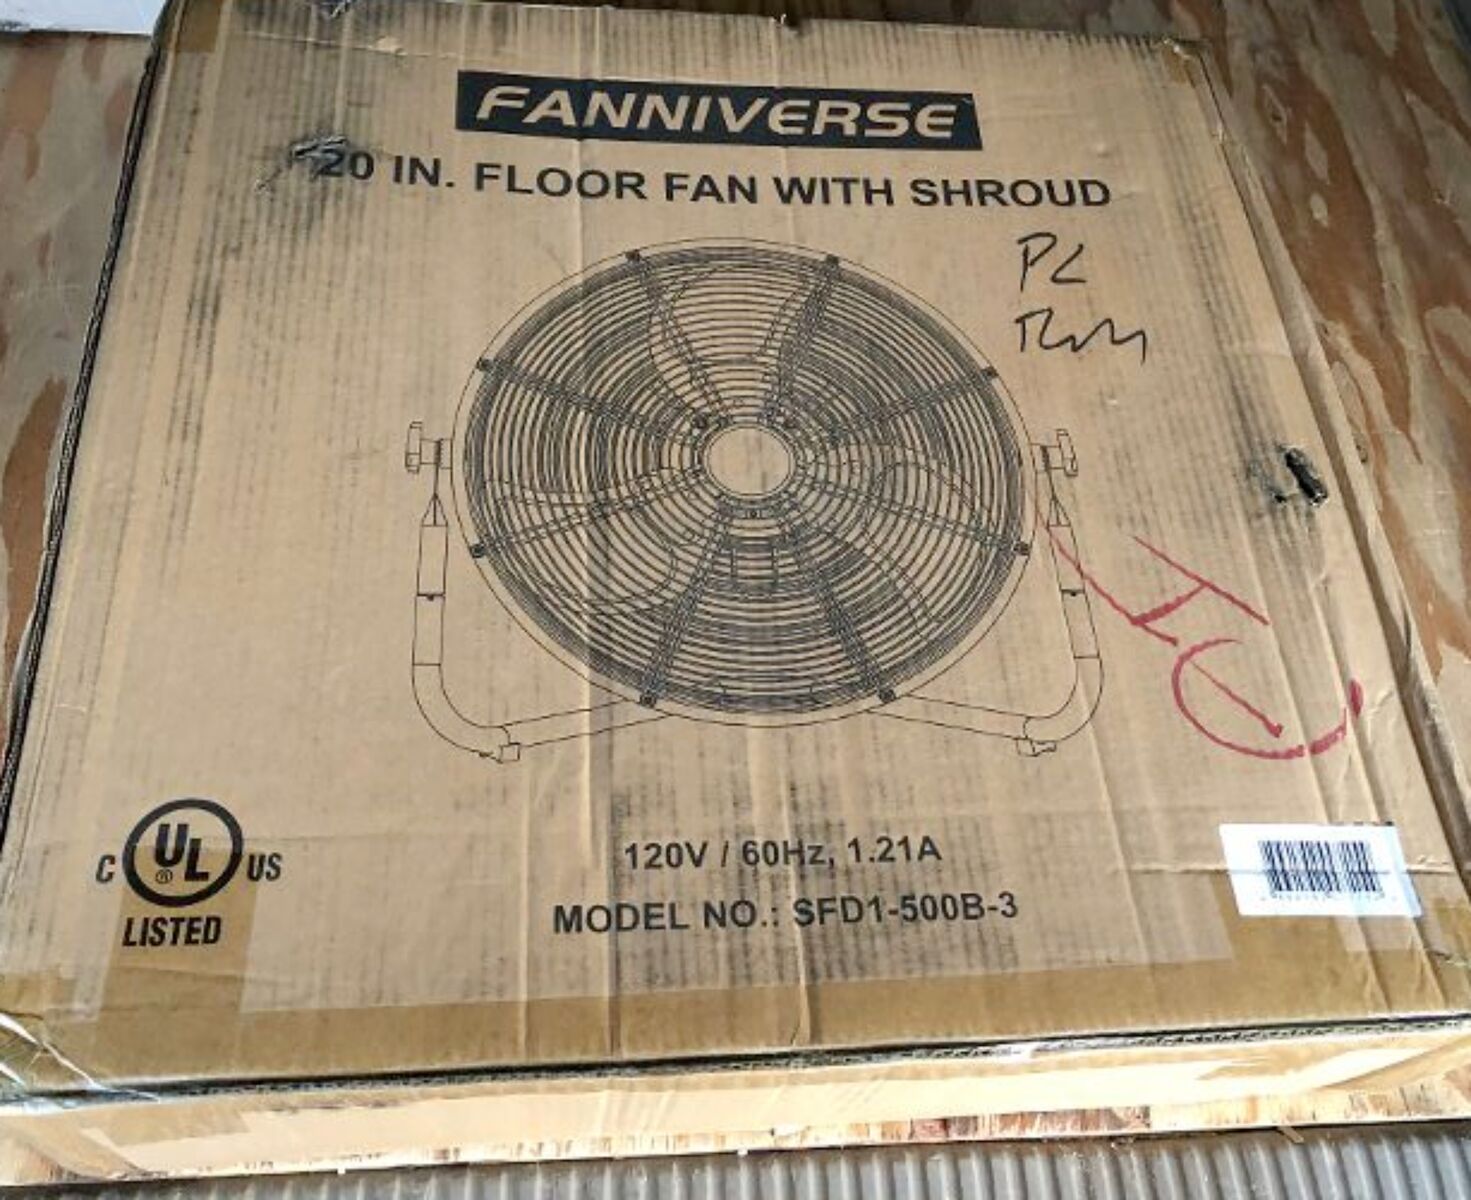 FANNIVERSE
20 IN. FLOOR FAN WITH SHROUD
C UL ® US
LISTED
120V / 60Hz, 1.21A
MODEL NO.: SFD1-500B-3